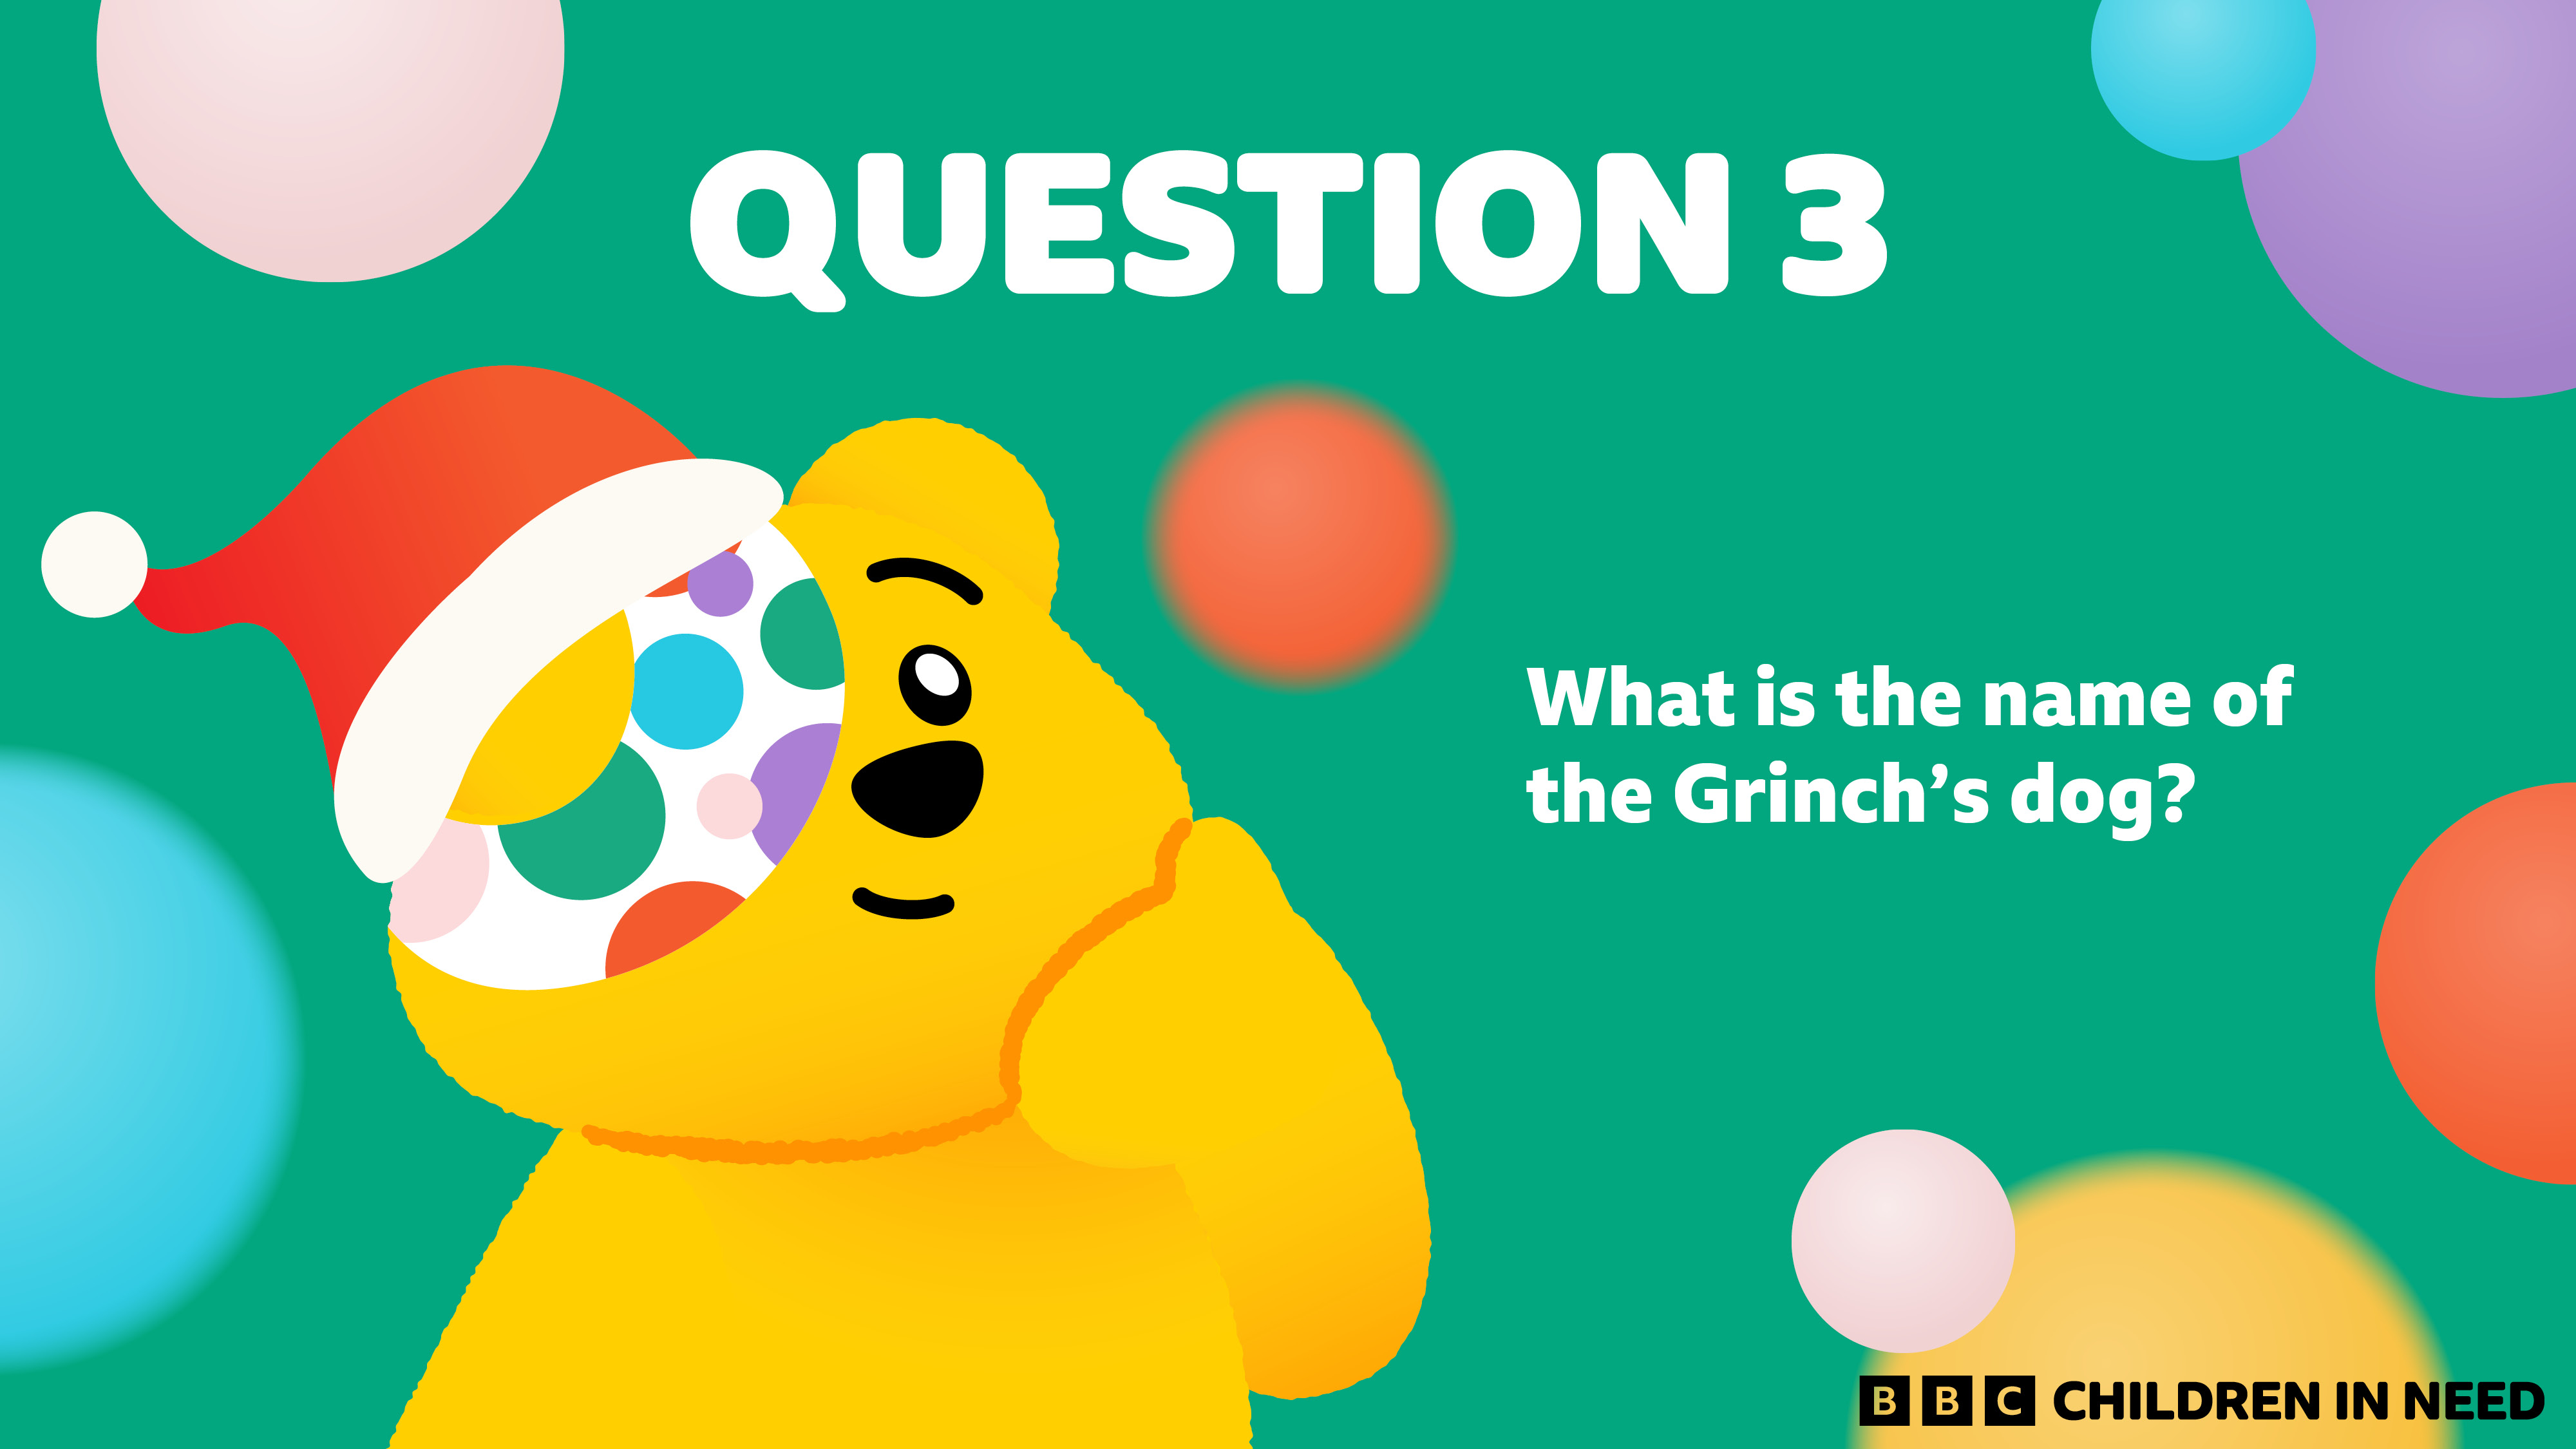 QUESTION 3
What is the name of
the Grinch’s dog?
BBC CHILDREN IN NEED